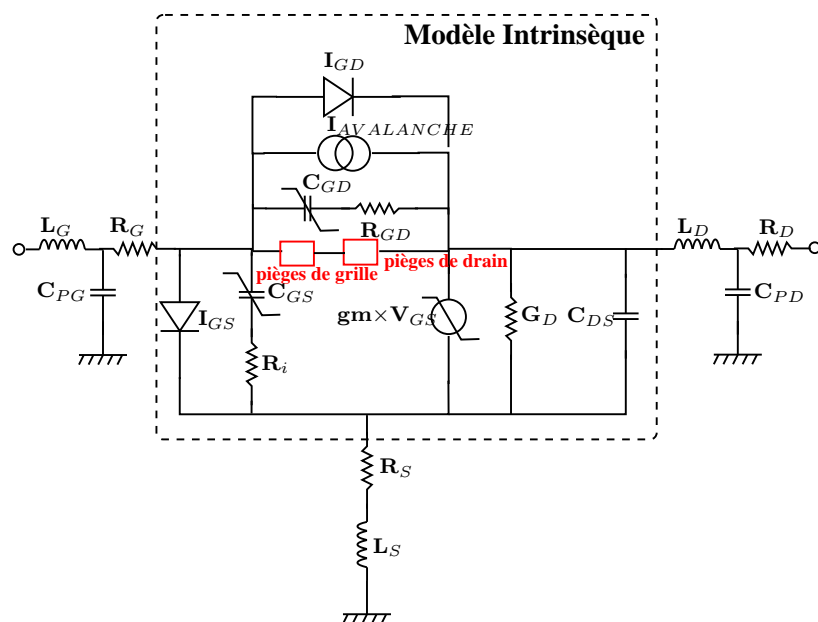 Modèle Intrinsèque
I_GD
I_AVALANCHE
C_GD
R_GD
L_G
R_G
L_D
R_D
pièges de grille
pièges de drain
C_PG
C_GS
I_GS
gm×V_GS
G_D
C_DS
C_PD
R_i
R_S
L_S